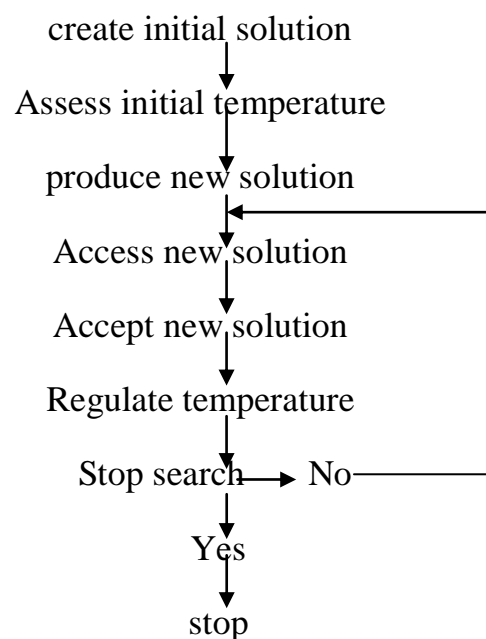 create initial solution
Assess initial temperature
produce new solution
Access new solution
Accept new solution
Regulate temperature
Stop search No
Yes
stop